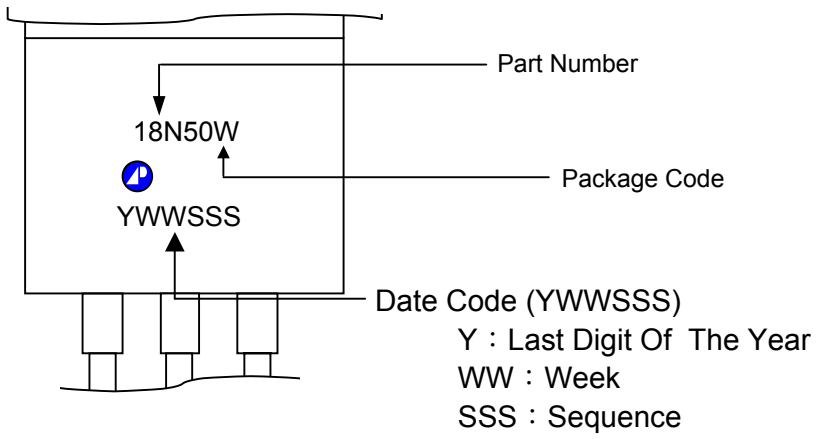 Part Number
18N50W
Package Code
YWWSSS
Date Code (YWWSSS)
Y：Last Digit Of The Year
WW：Week
SSS：Sequence